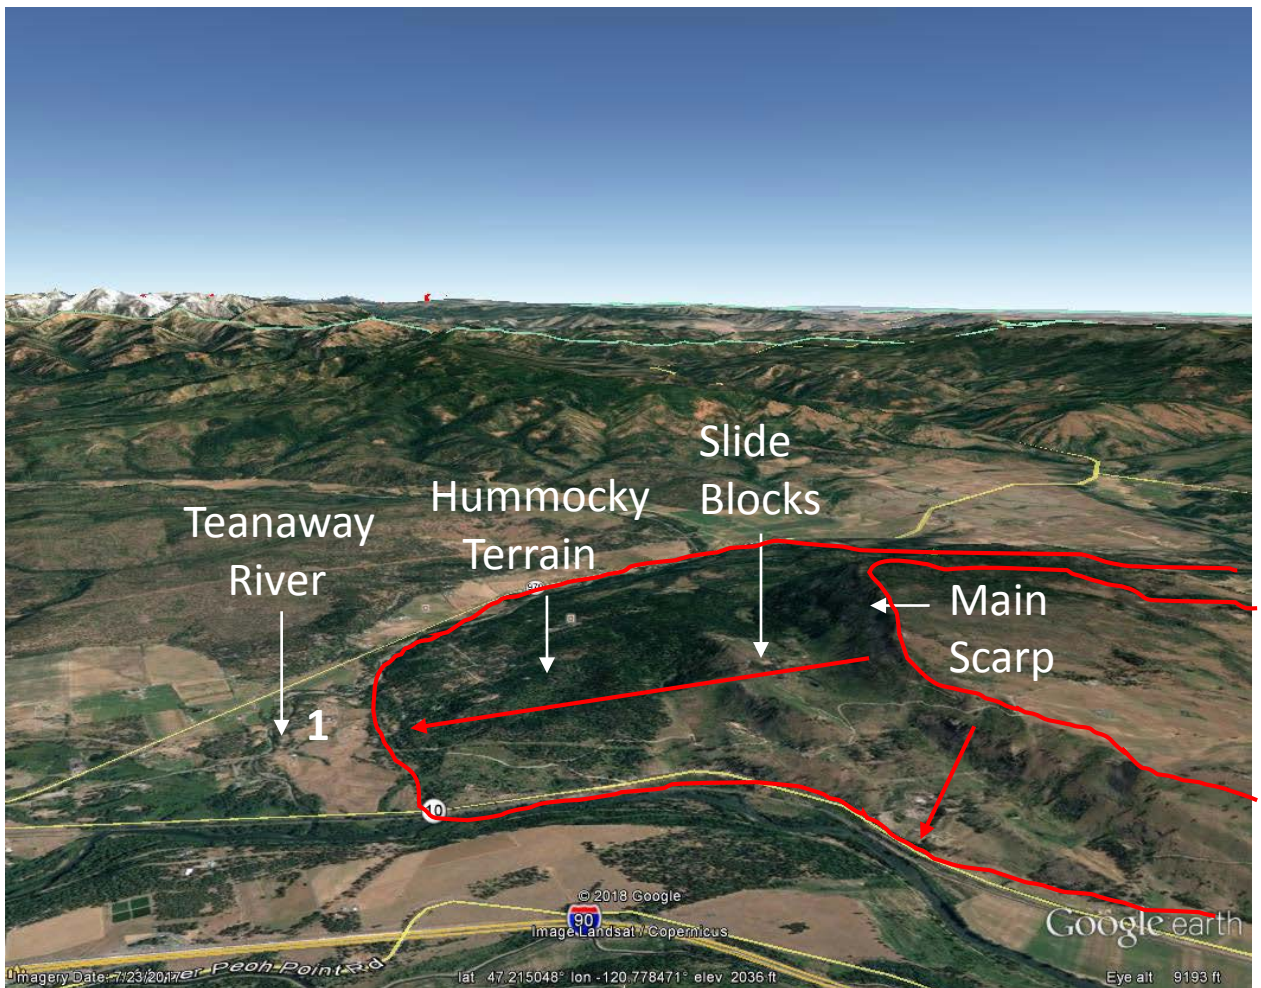 Slide
Blocks
Hummocky
Terrain
Teanaway
River
970
Main
Scarp
1
10
© 2018 Google
90
Image Landsat / Copernicus
Google earth
Peoh Point Rd
Imagery Date: 7/23/2017
lat 47.215048° lon -120.778471° elev 2036 ft
Eye alt 9193 ft